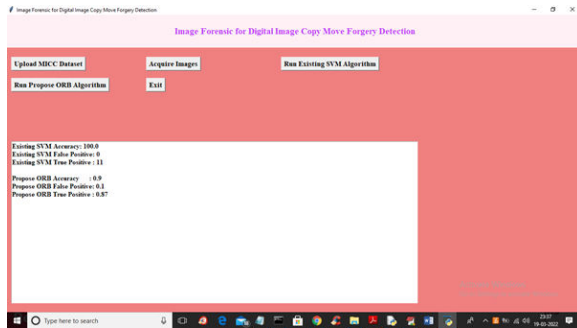 Image Forensic for Digital Image Copy Move Forgery Detection
Image Forensic for Digital Image Copy Move Forgery Detection
Upload MICC Dataset
Acquire Images
Run Existing SVM Algorithm
Run Propose ORB Algorithm
Exit
Existing SVM Accuracy: 100.0
Existing SVM False Positive: 0
Existing SVM True Positive : 11
Propose ORB Accuracy : 0.9
Propose ORB False Positive: 0.1
Propose ORB True Positive : 0.87
Type here to search
23:07
19-03-2022